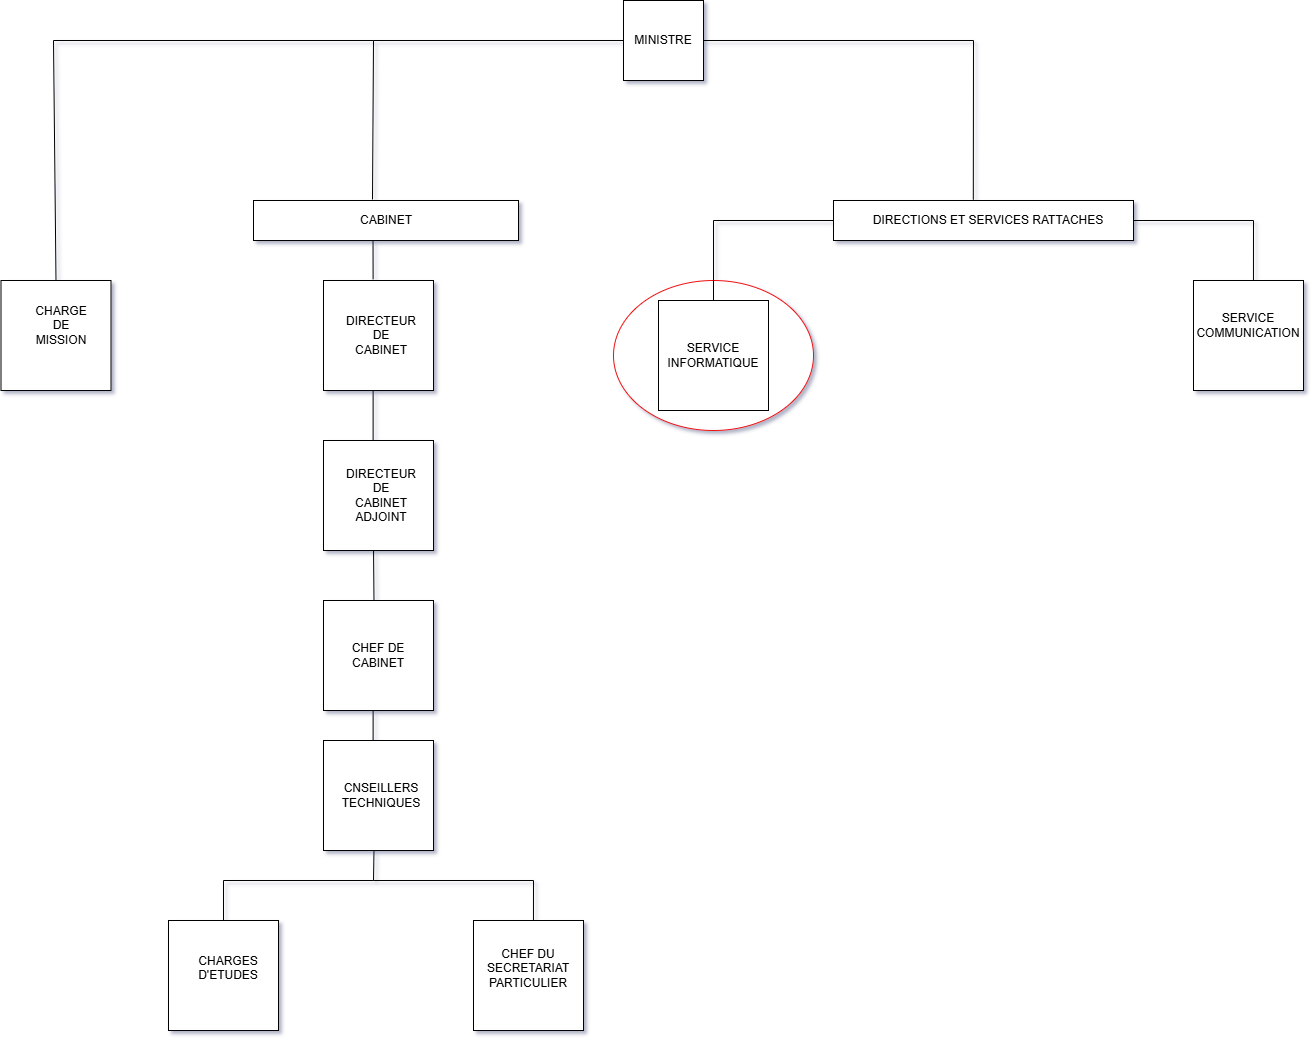 MINISTRE
CABINET
DIRECTIONS ET SERVICES RATTACHES
CHARGE
DE
MISSION
DIRECTEUR
DE
CABINET
SERVICE
INFORMATIQUE
SERVICE
COMMUNICATION
DIRECTEUR
DE
CABINET
ADJOINT
CHEF DE
CABINET
CNSEILLERS
TECHNIQUES
CHARGES
D'ETUDES
CHEF DU
SECRETARIAT
PARTICULIER